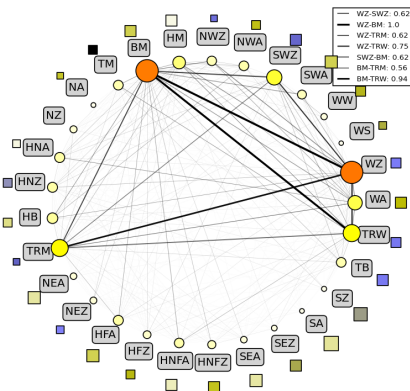 WZ-SWZ: 0.62
WZ-BM: 1.0
WZ-TRM: 0.62
WZ-TRW: 0.75
SWZ-BM: 0.62
BM-TRM: 0.56
BM-TRW: 0.94
HM
NWZ
NWA
BM
SWZ
TM
SWA
NA
WW
NZ
WS
HNA
WZ
HNZ
WA
HB
TRW
TRM
TB
NEA
SZ
NEZ
SA
HFA
SEZ
HFZ
SEA
HNFA
HNFZ